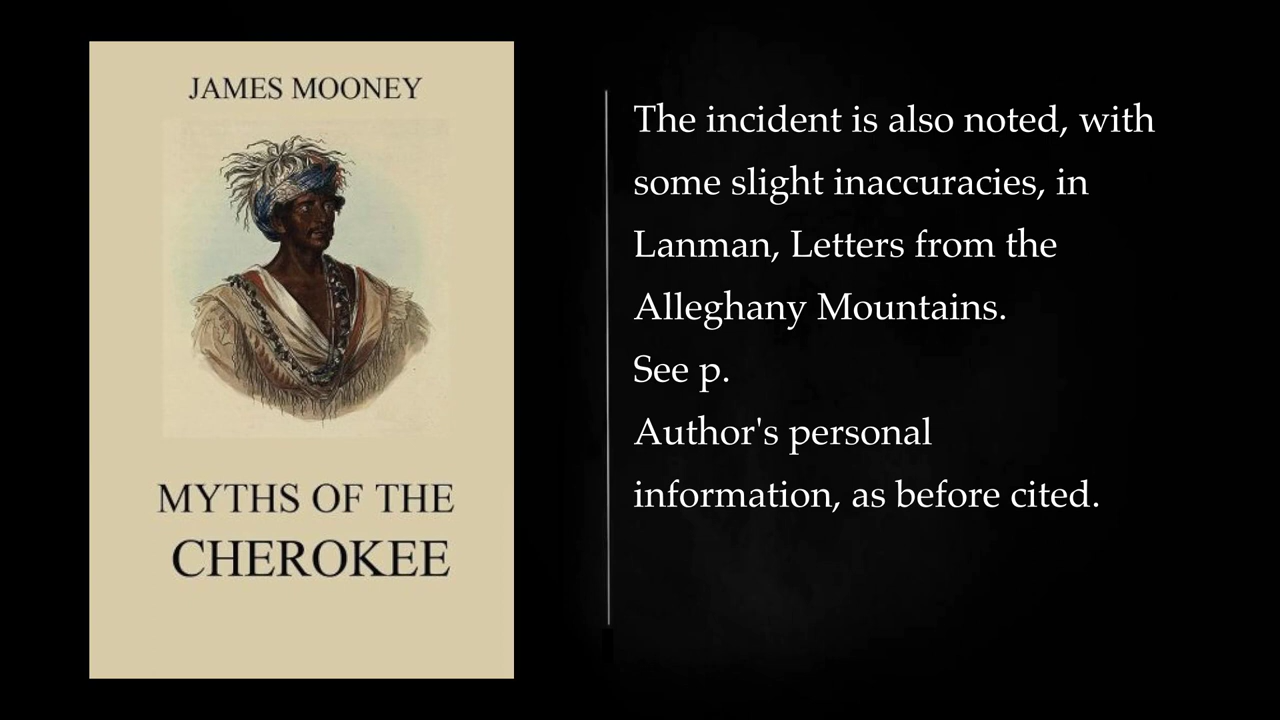 JAMES MOONEY
MYTHS OF THE
CHEROKEE
The incident is also noted, with
some slight inaccuracies, in
Lanman, Letters from the
Alleghany Mountains.
See p.
Author's personal
information, as before cited.